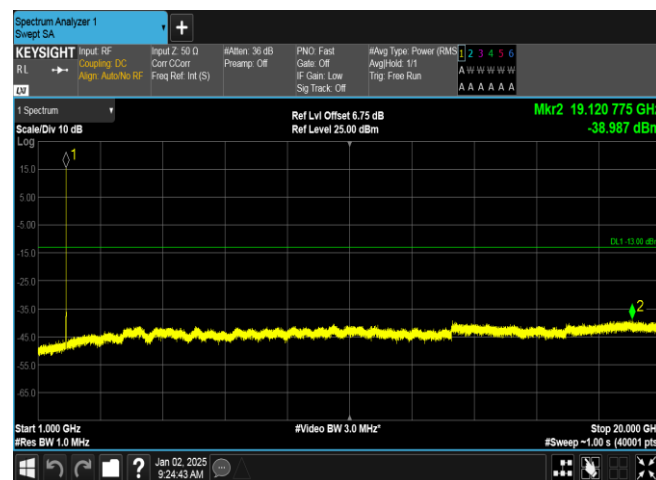 Spectrum Analyzer 1
Swept SA
+
KEYSIGHT
RL
LXI
Input: RF
Coupling: DC
Align: Auto/No RF
Input Z: 50 Ω
Corr CCorr
Freq Ref: Int (S)
#Atten: 36 dB
Preamp: Off
PNO: Fast
Gate: Off
IF Gain: Low
Sig Track: Off
#Avg Type: Power (RMS
Avg|Hold: 1/1
Trig: Free Run
1 2 3 4 5 6
A W W W W W
A A A A A A
1 Spectrum
Scale/Div 10 dB
Log
Ref Lvl Offset 6.75 dB
Ref Level 25.00 dBm
Mkr2 19.120 775 GHz
-38.987 dBm
1
15.0
5.00
-5.00
-15.0
-25.0
-35.0
-45.0
-55.0
-65.0
DL1 -13.00 dBm
2
Start 1.000 GHz
#Res BW 1.0 MHz
#Video BW 3.0 MHz*
Stop 20.000 GHz
#Sweep ~1.00 s (40001 pts)
?
Jan 02, 2025
9:24:43 AM